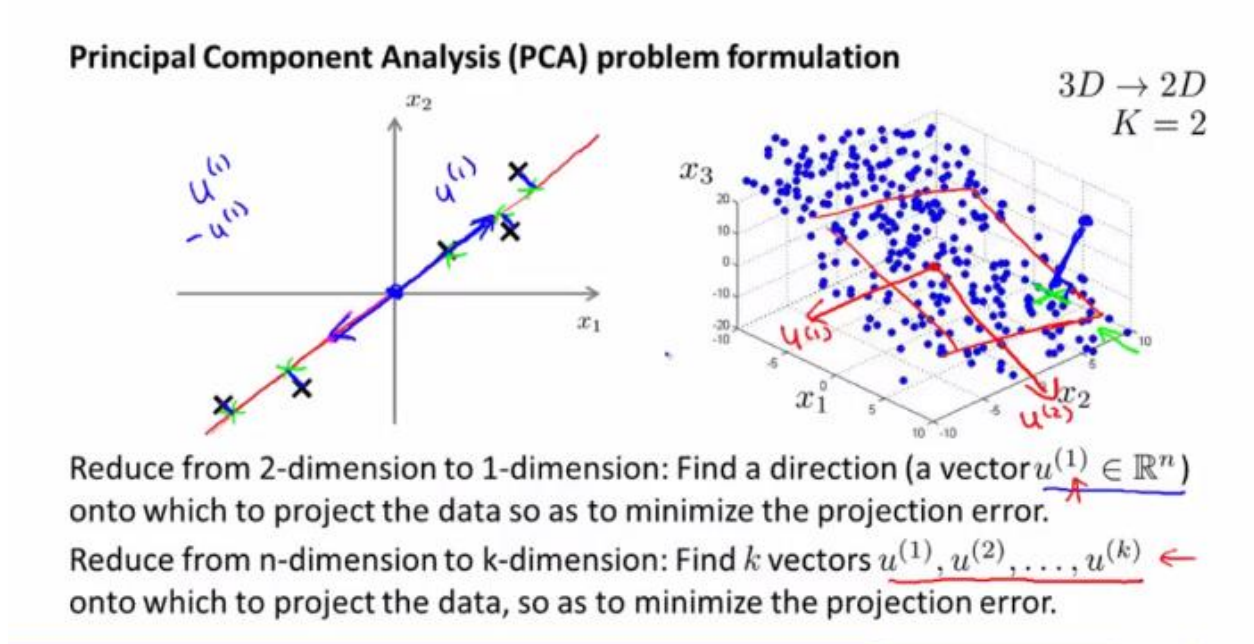 Principal Component Analysis (PCA) problem formulation
x₂
u⁽¹⁾
-u⁽¹⁾
u⁽¹⁾
x₁
3D → 2D
K = 2
x₃
20
10
0
-10
-20
-10
-5
0
5
10
-10
-5
5
10
x₁
x₂
u⁽¹⁾
u⁽²⁾
Reduce from 2-dimension to 1-dimension: Find a direction (a vector u⁽¹⁾ ∈ ℝⁿ)
onto which to project the data so as to minimize the projection error.
Reduce from n-dimension to k-dimension: Find k vectors u⁽¹⁾, u⁽²⁾, . . . , u⁽ᵏ⁾ ←
onto which to project the data, so as to minimize the projection error.